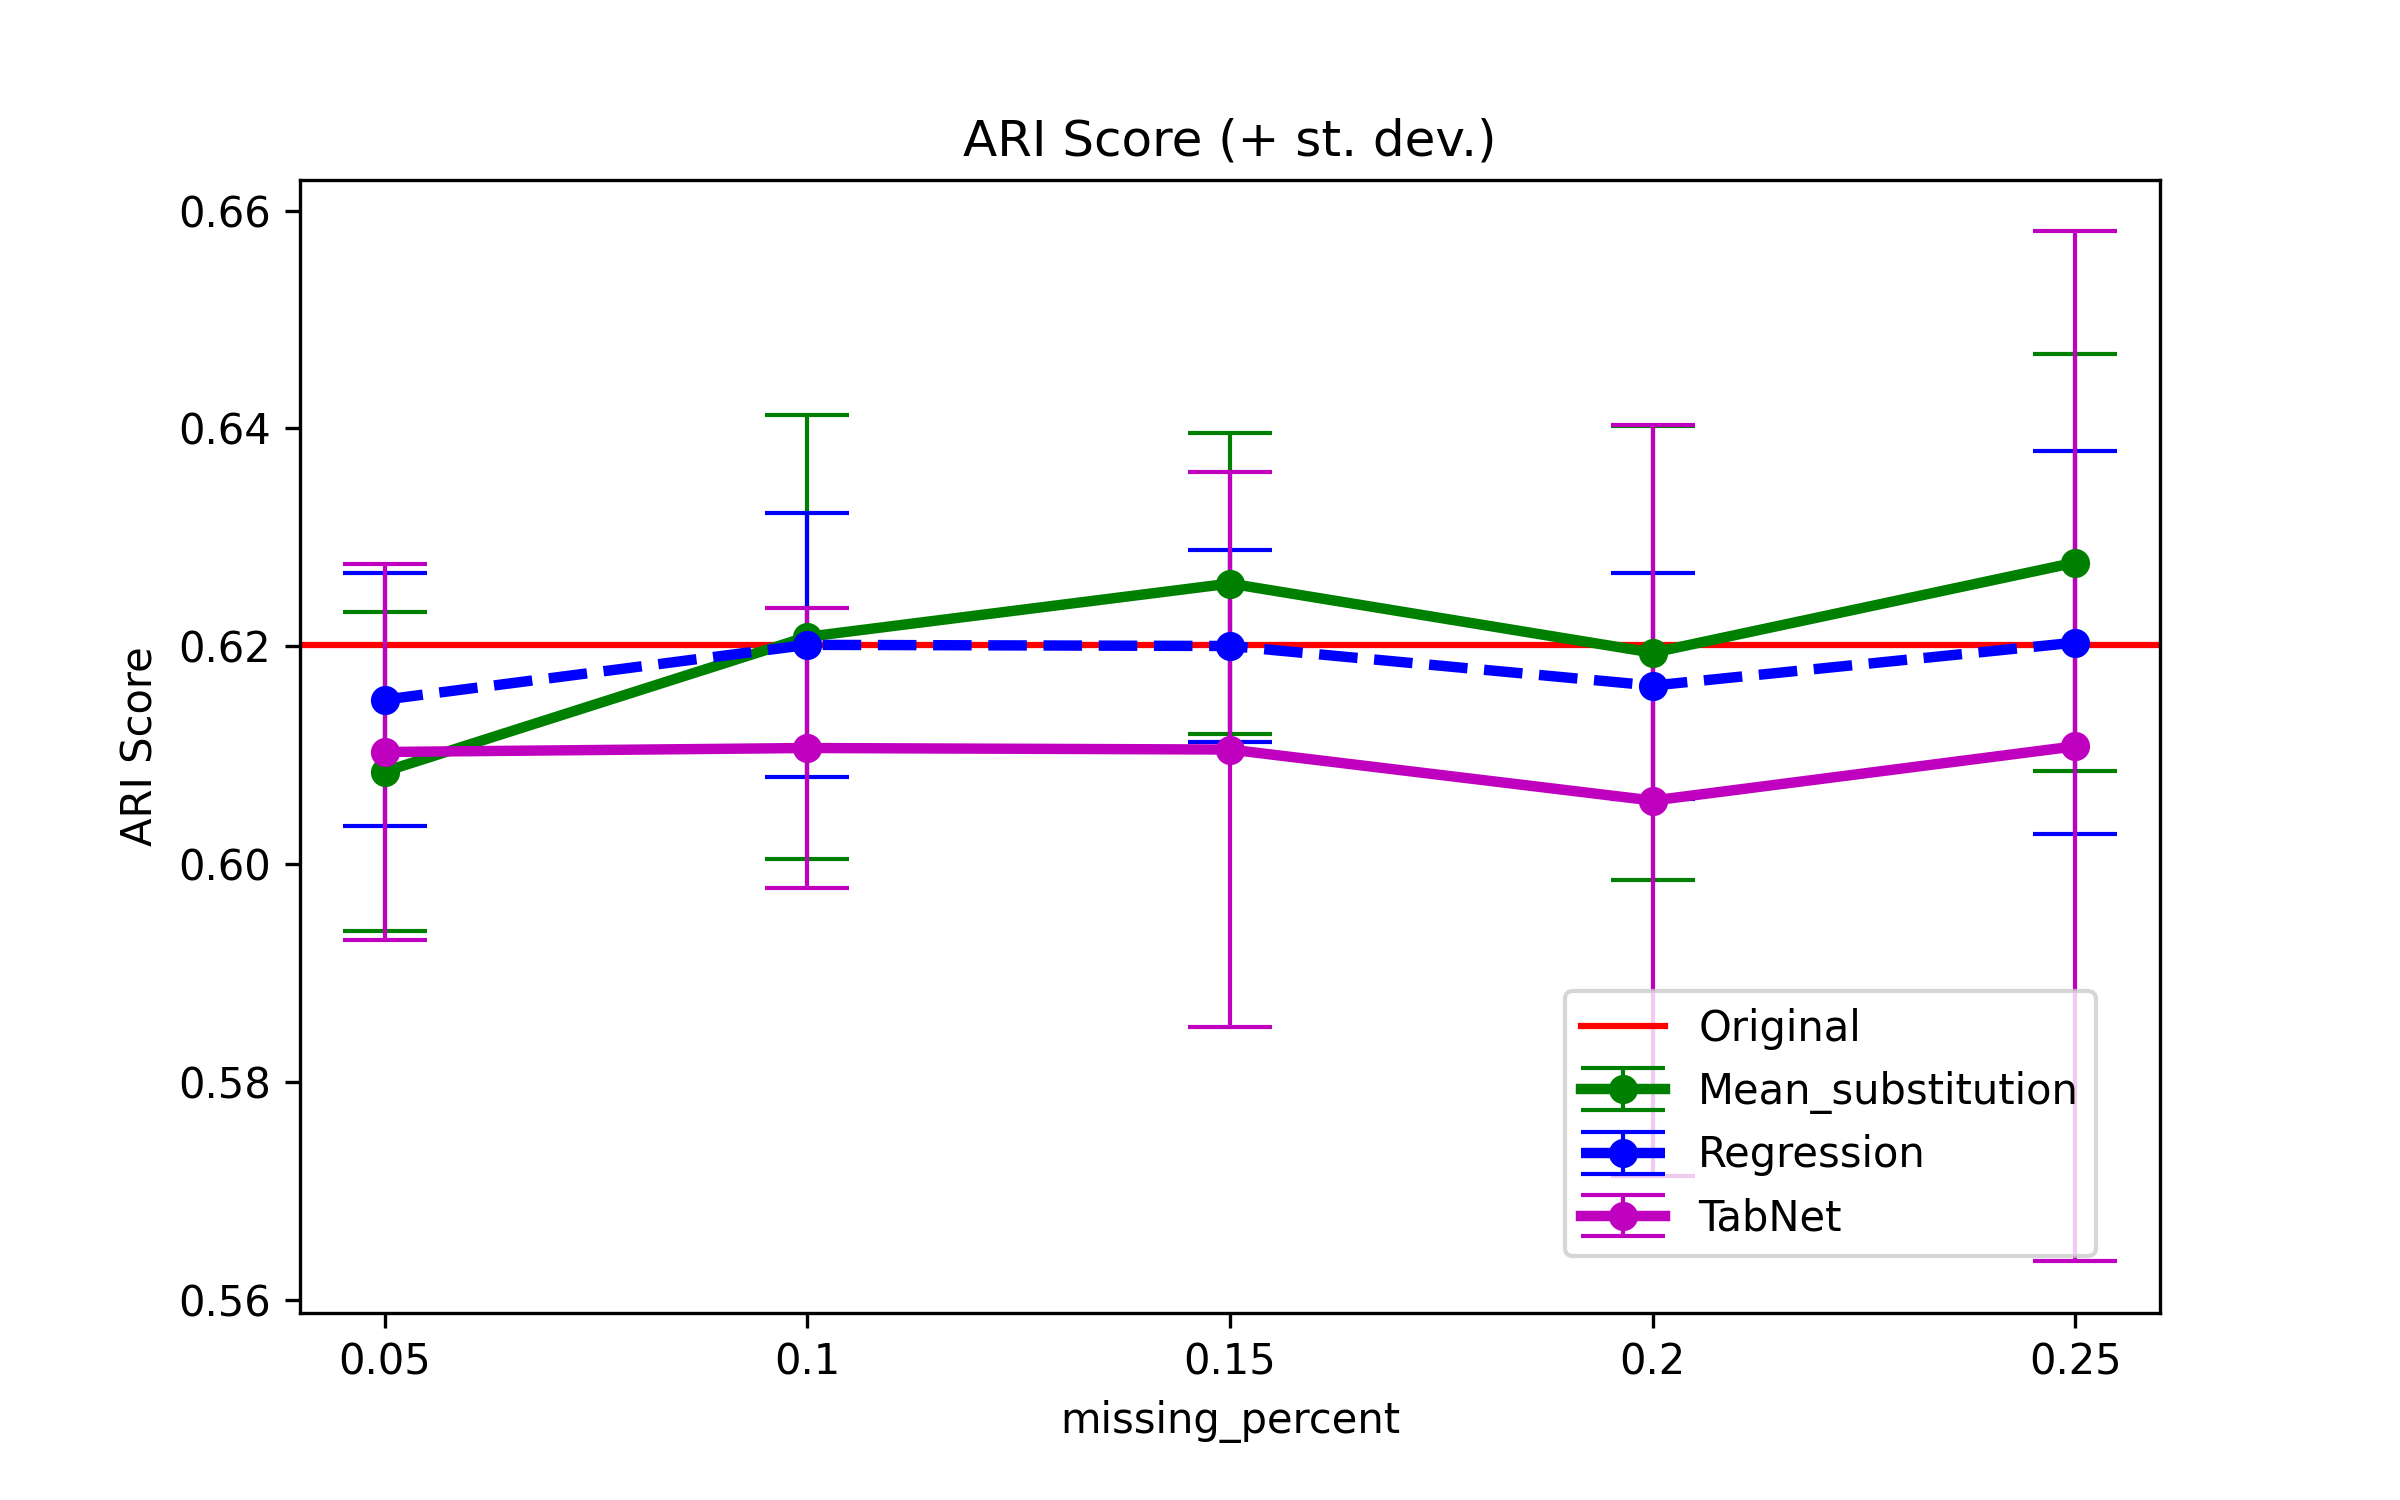 ARI Score (+ st. dev.)
0.66
0.64
0.62
0.60
0.58
0.56
ARI Score
Original
Mean_substitution
Regression
TabNet
0.05 0.1 0.15 0.2 0.25
missing_percent